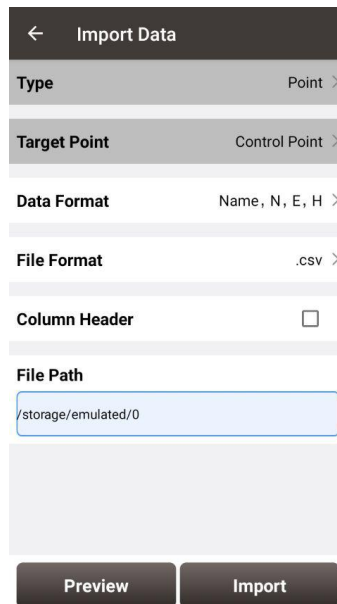 Import Data
Type Point
Target Point Control Point
Data Format Name, N, E, H
File Format .csv
Column Header
File Path
/storage/emulated/0
Preview Import